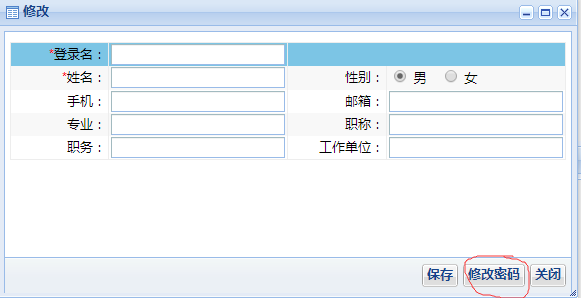 修改
*登录名：
*姓名： 性别： 男 女
手机： 邮箱：
专业： 职称：
职务： 工作单位：
保存 修改密码 关闭